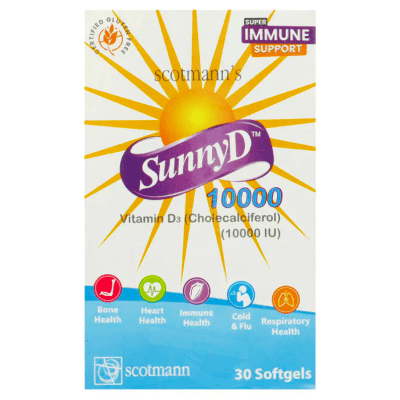 CERTIFIED GLUTEN-FREE
SUPER
IMMUNE
SUPPORT
scotmann's
SunnyD™
10000
Vitamin D3 (Cholecalciferol)
(10000 IU)
Bone
Health
Heart
Health
Immune
Health
Cold
& Flu
Respiratory
Health
scotmann
30 Softgels